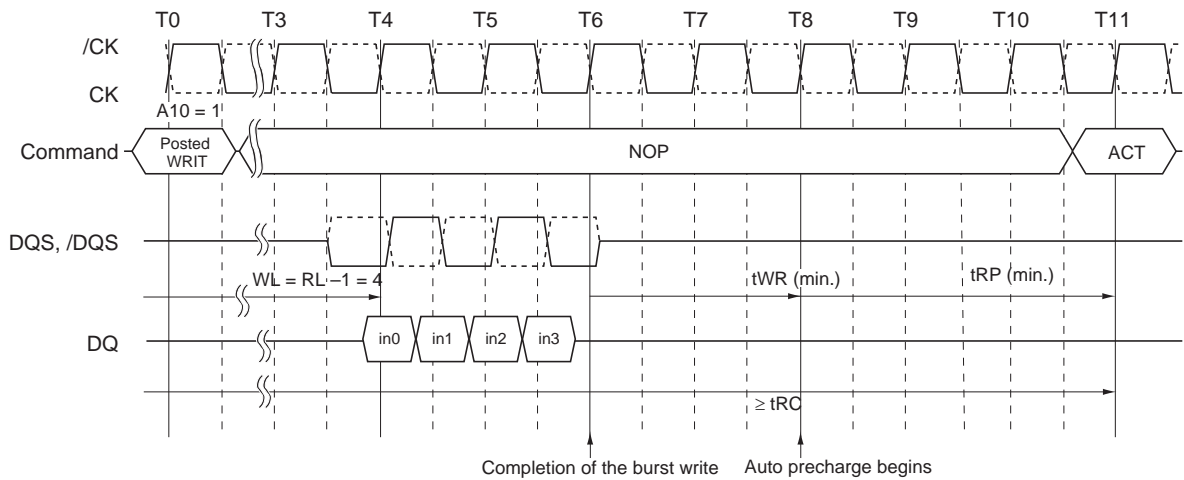 T0 T3 T4 T5 T6 T7 T8 T9 T10 T11
/CK
CK
A10 = 1
Command
Posted
WRIT
NOP
ACT
DQS, /DQS
WL = RL –1 = 4
tWR (min.)
tRP (min.)
DQ
in0 in1 in2 in3
≥ tRC
Completion of the burst write
Auto precharge begins